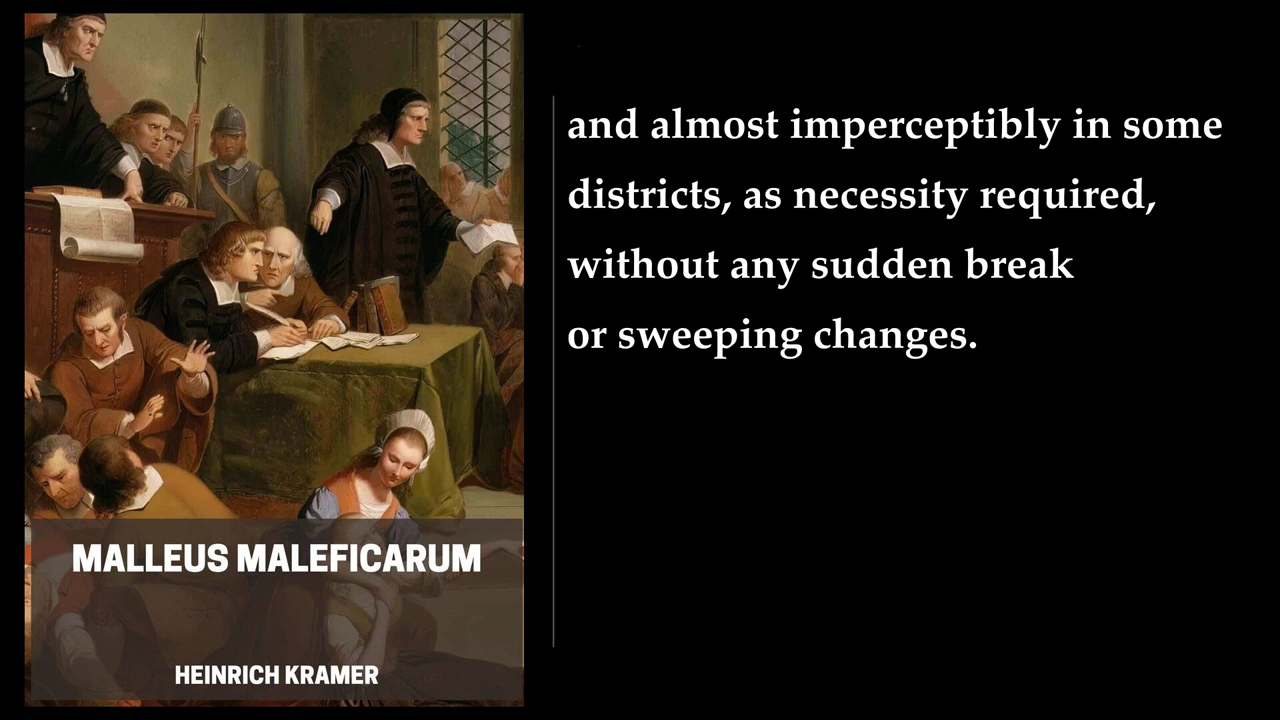 MALLEUS MALEFICARUM
HEINRICH KRAMER
and almost imperceptibly in some
districts, as necessity required,
without any sudden break
or sweeping changes.